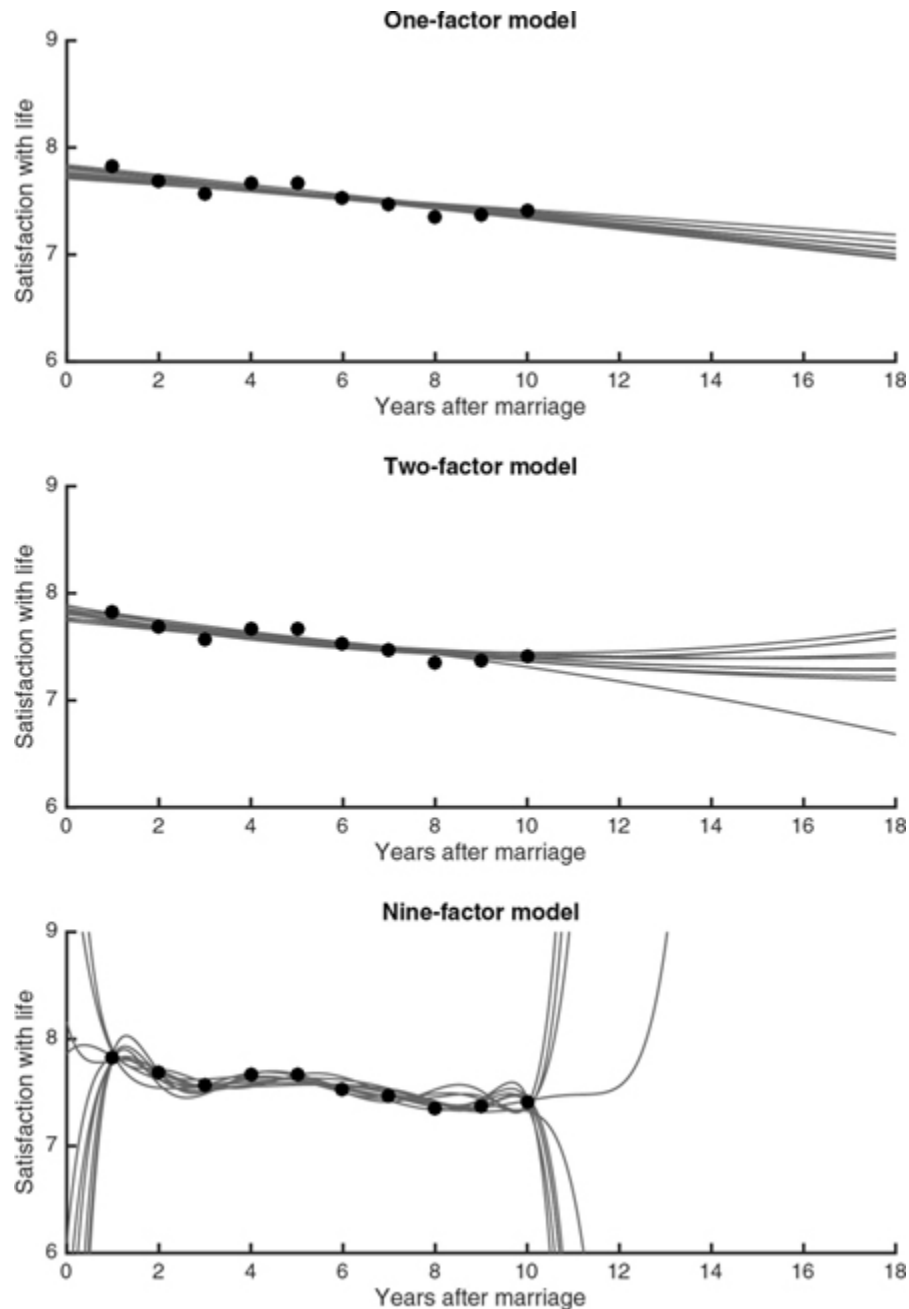 One-factor model
9
8
7
6
Satisfaction with life
0 2 4 6 8 10 12 14 16 18
Years after marriage
Two-factor model
9
8
7
6
Satisfaction with life
0 2 4 6 8 10 12 14 16 18
Years after marriage
Nine-factor model
9
8
7
6
Satisfaction with life
0 2 4 6 8 10 12 14 16 18
Years after marriage